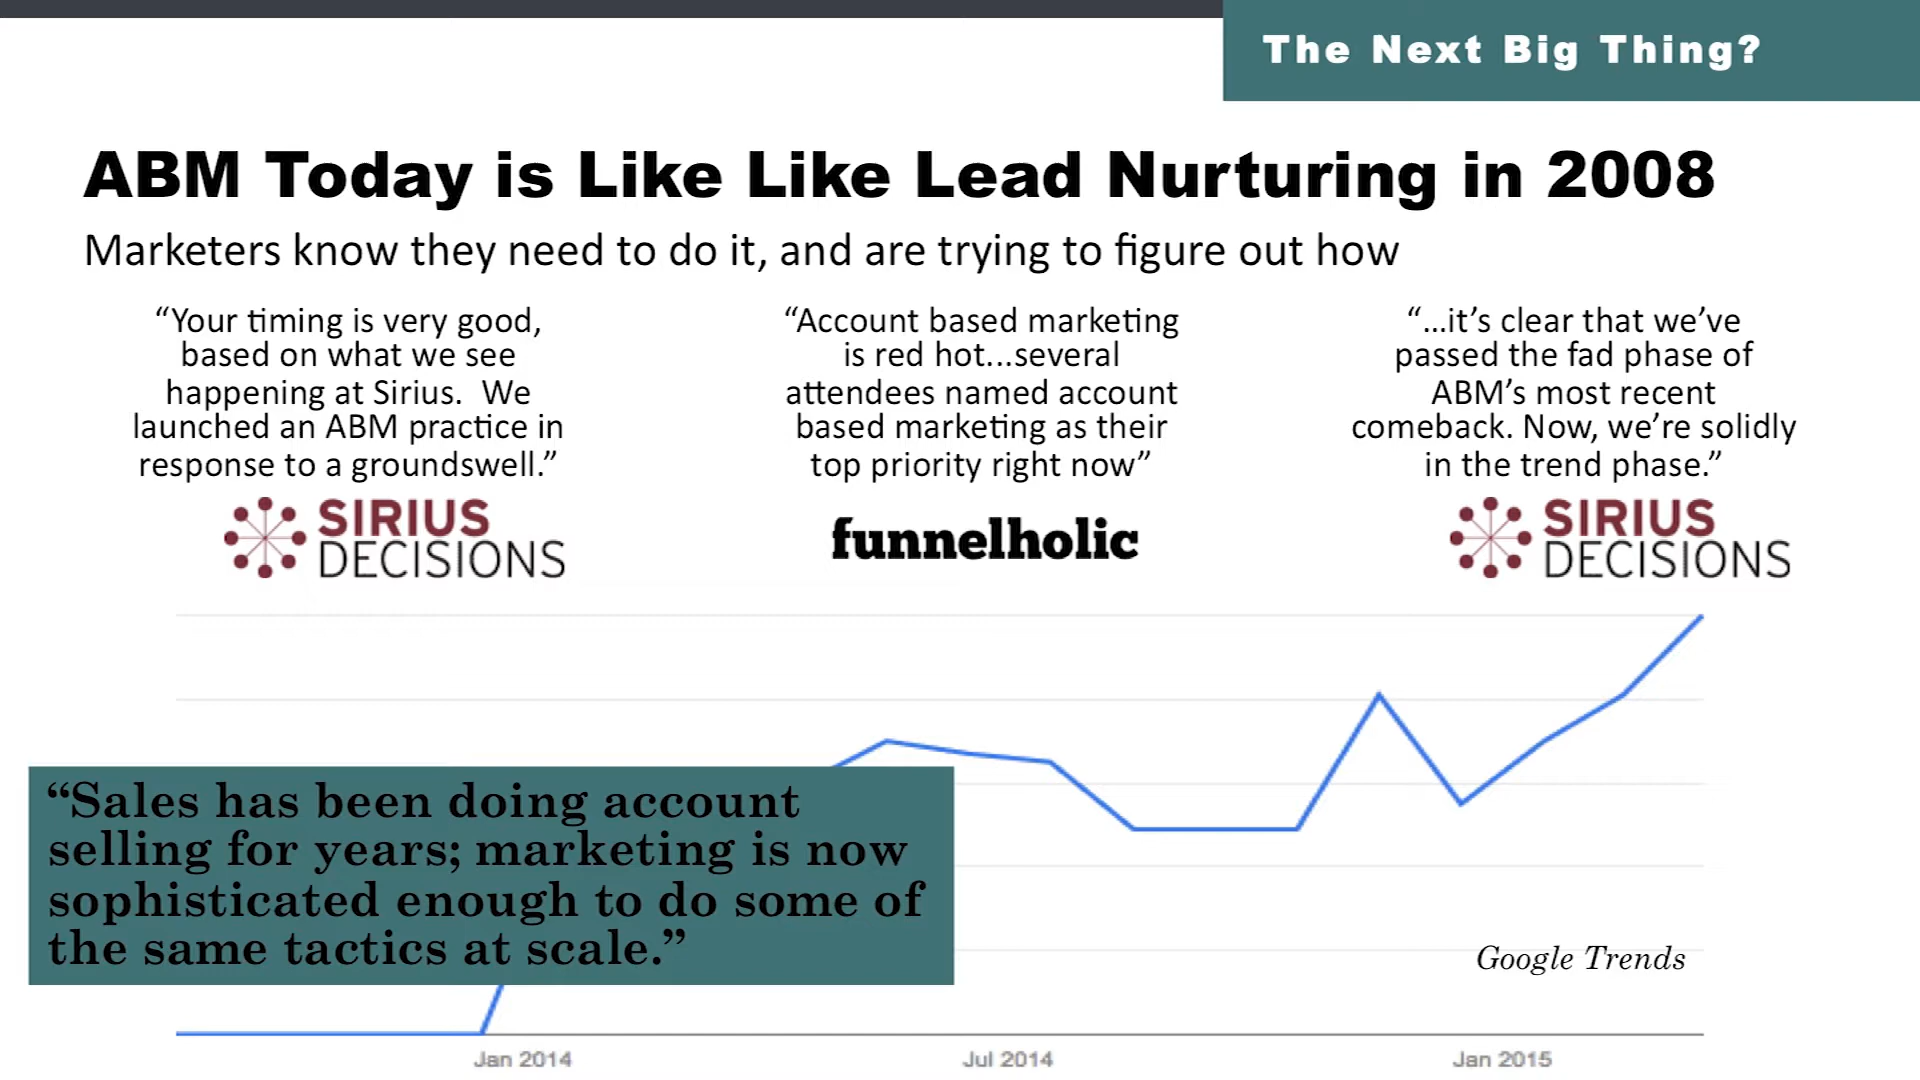 The Next Big Thing?
ABM Today is Like Like Lead Nurturing in 2008
Marketers know they need to do it, and are trying to figure out how
“Your timing is very good,
based on what we see
happening at Sirius.  We
launched an ABM practice in
response to a groundswell.”
SIRIUS
DECISIONS
“Account based marketing
is red hot...several
attendees named account
based marketing as their
top priority right now”
funnelholic
“...it’s clear that we’ve
passed the fad phase of
ABM’s most recent
comeback. Now, we’re solidly
in the trend phase.”
SIRIUS
DECISIONS
“Sales has been doing account
selling for years; marketing is now
sophisticated enough to do some of
the same tactics at scale.”
Google Trends
Jan 2014
Jul 2014
Jan 2015